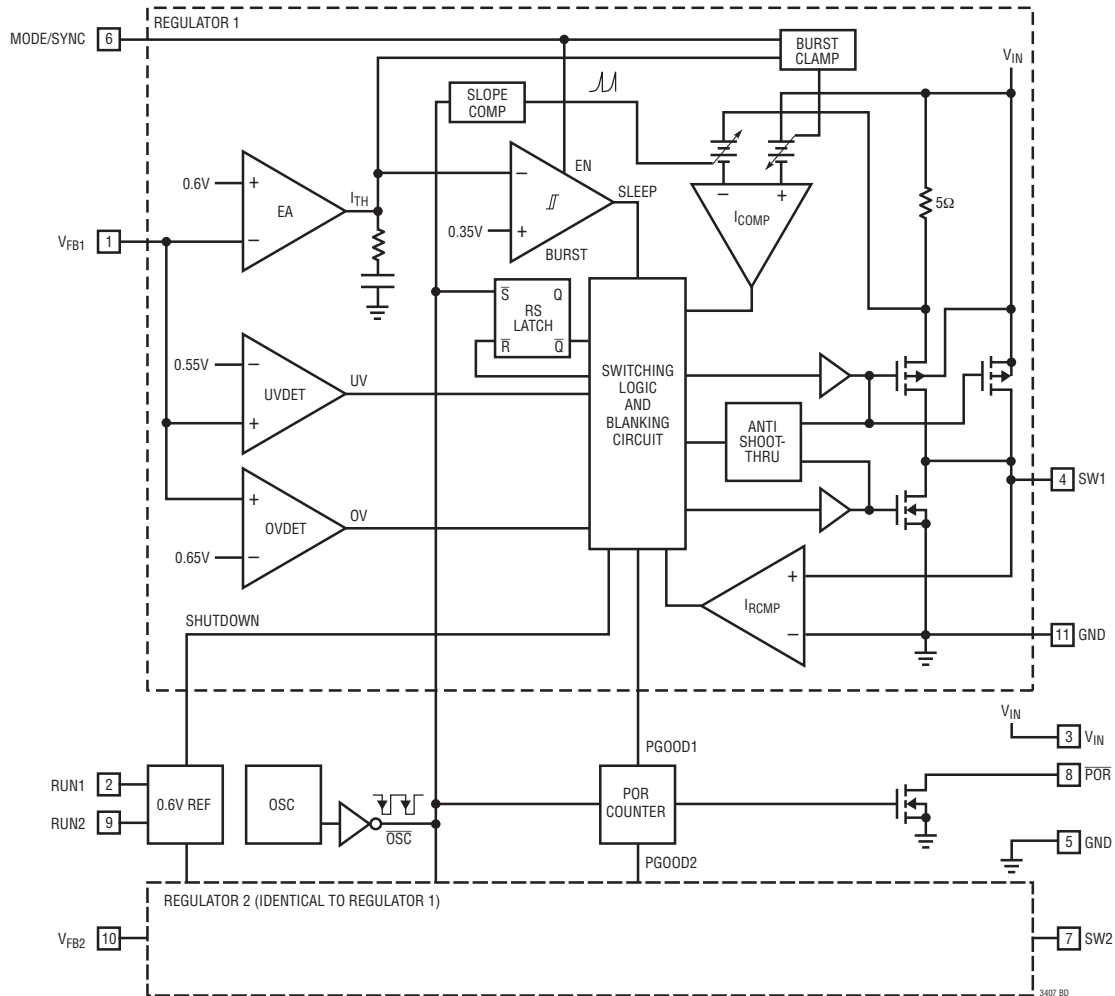 REGULATOR 1
MODE/SYNC 6
BURST
CLAMP
VIN
SLOPE
COMP
0.6V
+
EA
−
ITH
VFB1 1
−
EN
SLEEP
0.35V
+
BURST
−
+
ICOMP
5Ω
S̅ Q
RS
LATCH
R̅ Q̅
0.55V
−
UVDET
+
UV
SWITCHING
LOGIC
AND
BLANKING
CIRCUIT
ANTI
SHOOT-
THRU
4 SW1
+
OVDET
0.65V
−
OV
+
IRCMP
−
SHUTDOWN
11 GND
VIN
3 VIN
PGOOD1
RUN1 2
RUN2 9
0.6V REF
OSC
O̅S̅C̅
POR
COUNTER
8 P̅O̅R̅
5 GND
PGOOD2
REGULATOR 2 (IDENTICAL TO REGULATOR 1)
VFB2 10
7 SW2
3407 BD